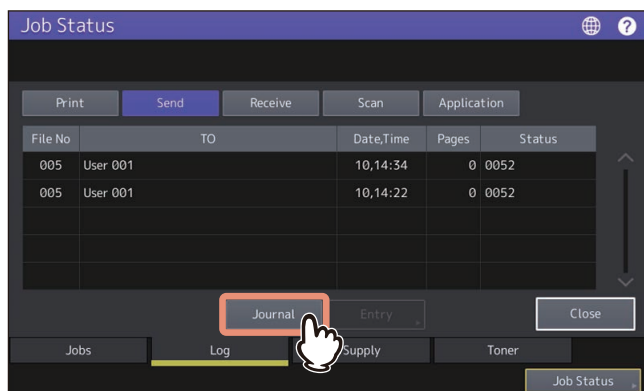 Job Status
?
Print Send Receive Scan Application
File No TO Date,Time Pages Status
005 User 001 10,14:34 0 0052
005 User 001 10,14:22 0 0052
Journal Entry Close
Jobs Log Supply Toner
Job Status